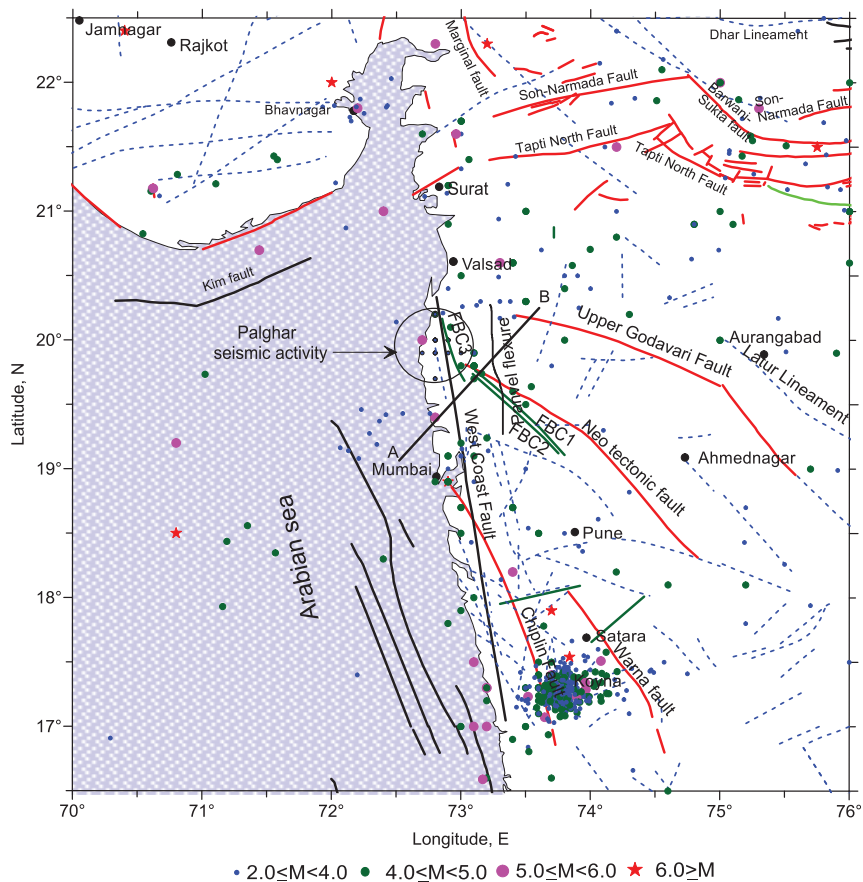 Jamnagar
Rajkot
Marginal fault
Dhar Lineament
22°
Son-Narmada Fault
Barwani-
Sukta fault
Son-
Narmada Fault
Bhavnagar
Tapti North Fault
Tapti North Fault
Surat
21°
Kim fault
Valsad
B
20°
Palghar
seismic activity
FBC3
Panvel flexure
Upper Godavari Fault
Aurangabad
Latur Lineament
FBC1
FBC2
A
Mumbai
West Coast Fault
Neo tectonic fault
Ahmednagar
19°
Arabian sea
Pune
18°
Chiplin Fault
Satara
Warna fault
Koyna
17°
70
71°
72°
73°
74°
75°
76°
Latitude, N
Longitude, E
2.0≤M<4.0
4.0≤M<5.0
5.0≤M<6.0
6.0≥M